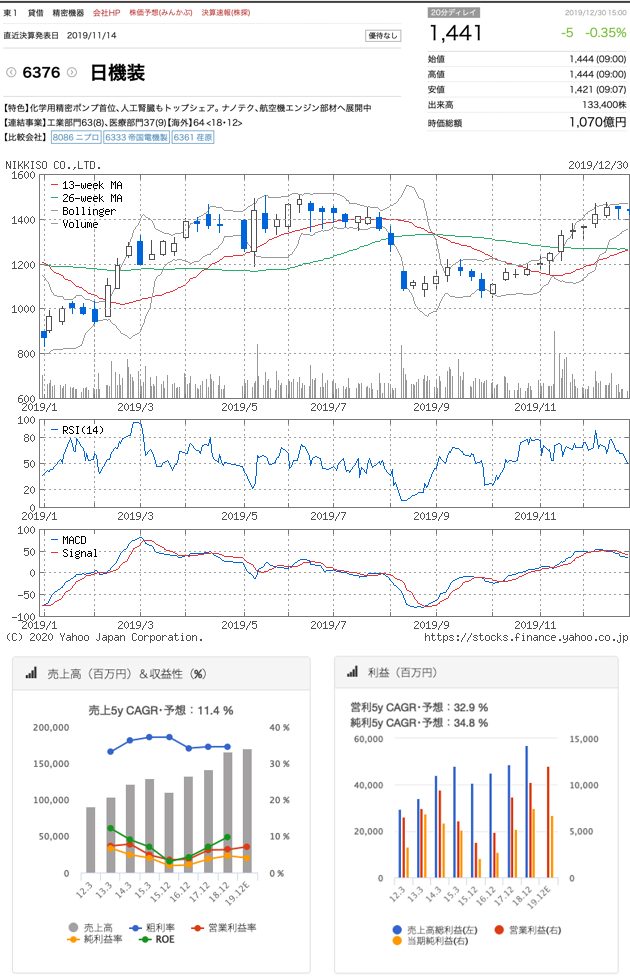 東1 貸借 精密機器 会社HP 株価予想(みんかぶ) 決算速報(株探)
直近決算発表日 2019/11/14 優待なし
6376 日機装
20分ディレイ 2019/12/30 15:00
1,441 -5 -0.35%
始値 1,444 (09:00)
高値 1,444 (09:00)
安値 1,421 (09:07)
出来高 133,400株
時価総額 1,070億円
【特色】化学用精密ポンプ首位、人工腎臓もトップシェア。ナノテク、航空機エンジン部材へ展開中
【連結事業】工業部門63(8)、医療部門37(9)【海外】64 <18・12>
【比較会社】 8086 ニプロ 6333 帝国電機製 6361 荏原
NIKKISO CO.,LTD. 2019/12/30
1600
1400
1200
1000
800
600
13-week MA
26-week MA
Bollinger
Volume
2019/1 2019/3 2019/5 2019/7 2019/9 2019/11
100
80
50
20
0
RSI(14)
2019/1 2019/3 2019/5 2019/7 2019/9 2019/11
100
50
0
-50
-100
MACD
Signal
2019/1 2019/3 2019/5 2019/7 2019/9 2019/11
(C) 2020 Yahoo Japan Corporation. https://stocks.finance.yahoo.co.jp
売上高（百万円）＆収益性（%）
売上5y CAGR・予想：11.4 %
200,000 40 %
150,000 30 %
100,000 20 %
50,000 10 %
0 0 %
12.3 13.3 14.3 15.3 15.12 16.12 17.12 18.12 19.12E
売上高 粗利率 営業利益率
純利益率 ROE
利益（百万円）
営利5y CAGR・予想：32.9 %
純利5y CAGR・予想：34.8 %
60,000 15,000
40,000 10,000
20,000 5,000
0 0
12.3 13.3 14.3 15.3 15.12 16.12 17.12 18.12 19.12E
売上高総利益(左) 営業利益(右)
当期純利益(右)